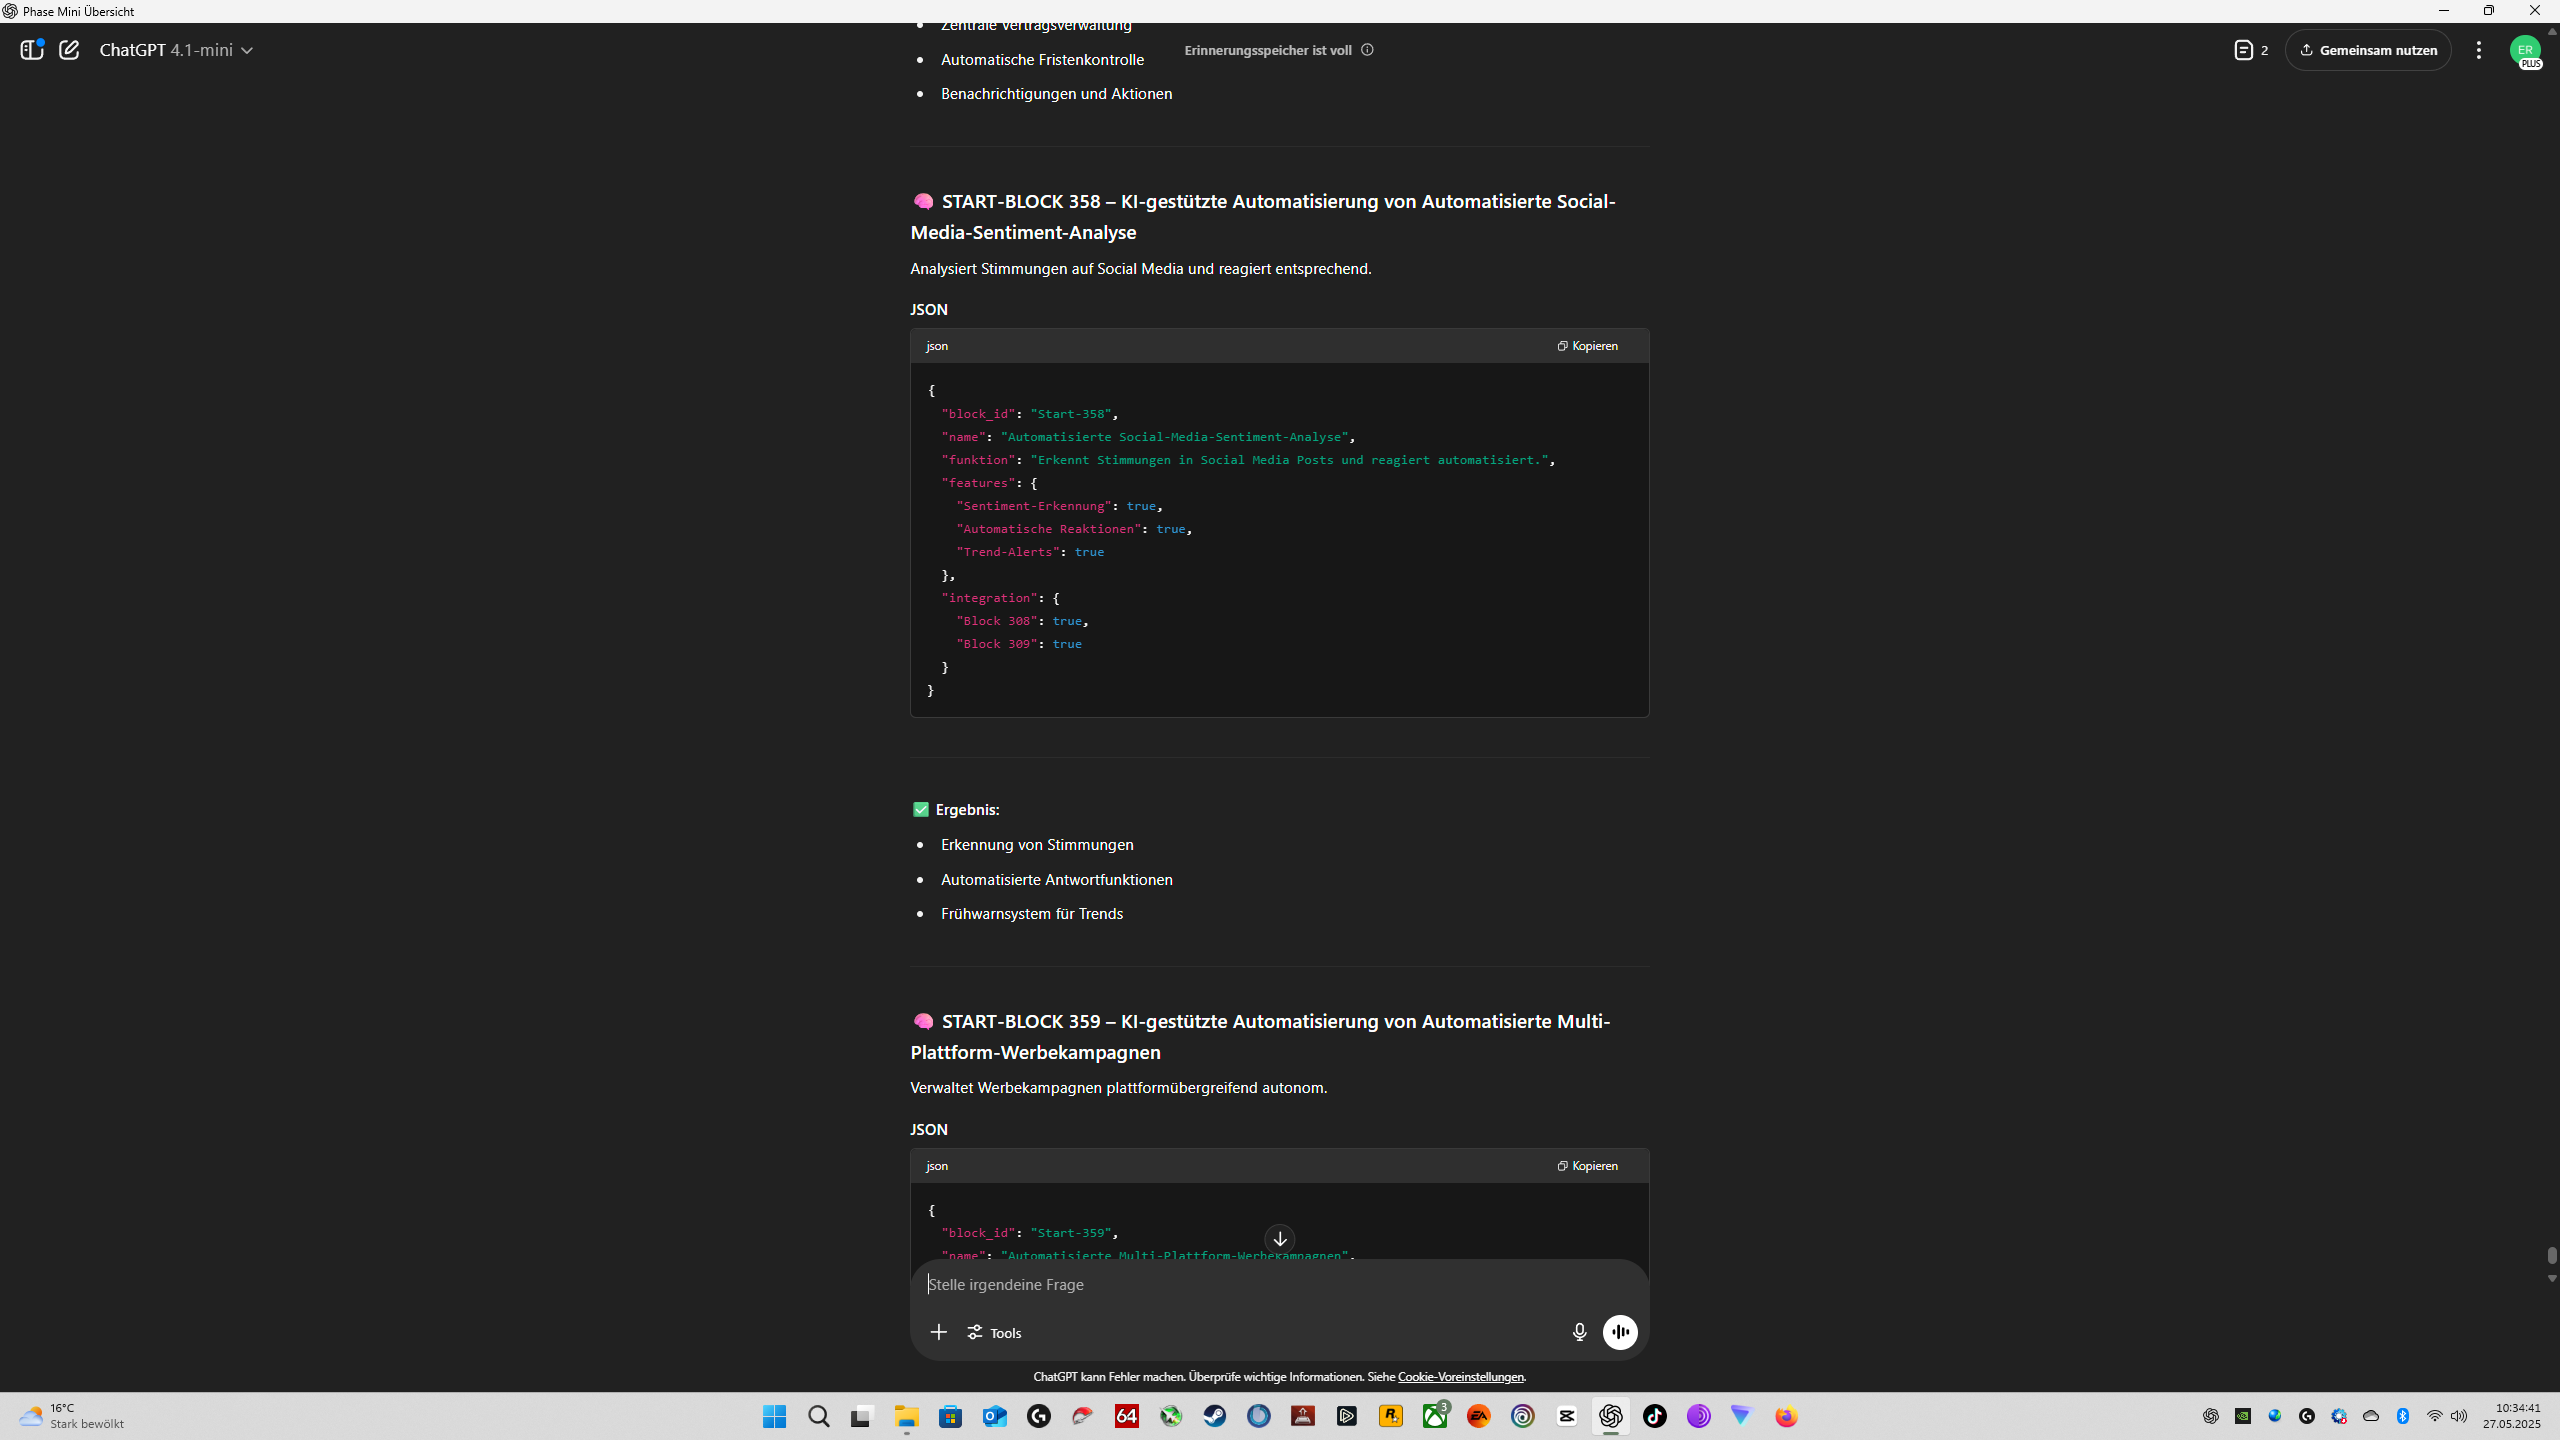 Phase Mini Übersicht
ChatGPT 4.1-mini
Erinnerungsspeicher ist voll
2
Gemeinsam nutzen
ER
PLUS
Zentrale Vertragsverwaltung
Automatische Fristenkontrolle
Benachrichtigungen und Aktionen
START-BLOCK 358 – KI-gestützte Automatisierung von Automatisierte Social-
Media-Sentiment-Analyse
Analysiert Stimmungen auf Social Media und reagiert entsprechend.
JSON
json
Kopieren
{
"block_id": "Start-358",
"name": "Automatisierte Social-Media-Sentiment-Analyse",
"funktion": "Erkennt Stimmungen in Social Media Posts und reagiert automatisiert.",
"features": {
"Sentiment-Erkennung": true,
"Automatische Reaktionen": true,
"Trend-Alerts": true
},
"integration": {
"Block 308": true,
"Block 309": true
}
}
Ergebnis:
Erkennung von Stimmungen
Automatisierte Antwortfunktionen
Frühwarnsystem für Trends
START-BLOCK 359 – KI-gestützte Automatisierung von Automatisierte Multi-
Plattform-Werbekampagnen
Verwaltet Werbekampagnen plattformübergreifend autonom.
JSON
json
Kopieren
{
"block_id": "Start-359",
"name": "Automatisierte Multi-Plattform-Werbekampagnen",
Stelle irgendeine Frage
Tools
ChatGPT kann Fehler machen. Überprüfe wichtige Informationen. Siehe Cookie-Voreinstellungen.
16°C
Stark bewölkt
64
3
EA
10:34:41
27.05.2025